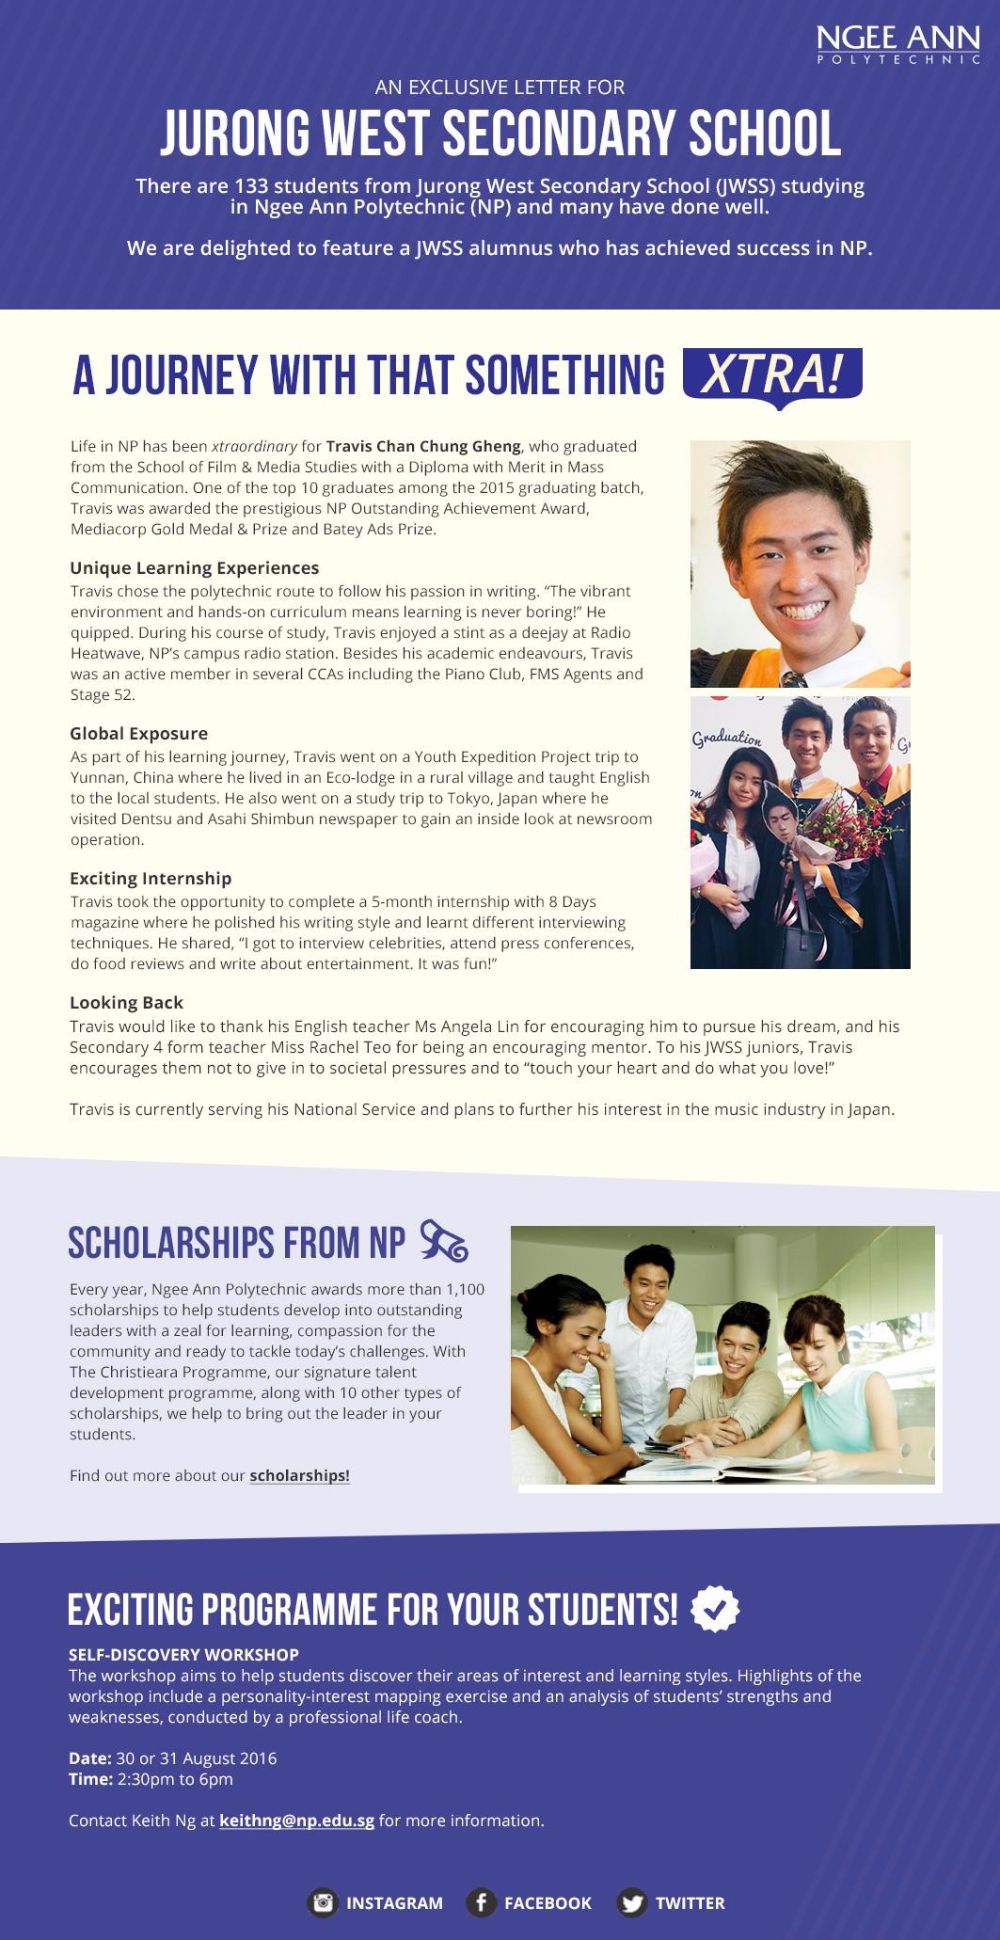 NGEE ANN
POLYTECHNIC
AN EXCLUSIVE LETTER FOR
JURONG WEST SECONDARY SCHOOL
There are 133 students from Jurong West Secondary School (JWSS) studying
in Ngee Ann Polytechnic (NP) and many have done well.
We are delighted to feature a JWSS alumnus who has achieved success in NP.
A JOURNEY WITH THAT SOMETHING XTRA!
Life in NP has been xtraordinary for Travis Chan Chung Gheng, who graduated
from the School of Film & Media Studies with a Diploma with Merit in Mass
Communication. One of the top 10 graduates among the 2015 graduating batch,
Travis was awarded the prestigious NP Outstanding Achievement Award,
Mediacorp Gold Medal & Prize and Batey Ads Prize.
Unique Learning Experiences
Travis chose the polytechnic route to follow his passion in writing. “The vibrant
environment and hands-on curriculum means learning is never boring!” He
quipped. During his course of study, Travis enjoyed a stint as a deejay at Radio
Heatwave, NP’s campus radio station. Besides his academic endeavours, Travis
was an active member in several CCAs including the Piano Club, FMS Agents and
Stage 52.
Graduation
Global Exposure
As part of his learning journey, Travis went on a Youth Expedition Project trip to
Yunnan, China where he lived in an Eco-lodge in a rural village and taught English
to the local students. He also went on a study trip to Tokyo, Japan where he
visited Dentsu and Asahi Shimbun newspaper to gain an inside look at newsroom
operation.
Exciting Internship
Travis took the opportunity to complete a 5-month internship with 8 Days
magazine where he polished his writing style and learnt different interviewing
techniques. He shared, “I got to interview celebrities, attend press conferences,
do food reviews and write about entertainment. It was fun!”
Looking Back
Travis would like to thank his English teacher Ms Angela Lin for encouraging him to pursue his dream, and his
Secondary 4 form teacher Miss Rachel Teo for being an encouraging mentor. To his JWSS juniors, Travis
encourages them not to give in to societal pressures and to “touch your heart and do what you love!”
Travis is currently serving his National Service and plans to further his interest in the music industry in Japan.
SCHOLARSHIPS FROM NP
Every year, Ngee Ann Polytechnic awards more than 1,100
scholarships to help students develop into outstanding
leaders with a zeal for learning, compassion for the
community and ready to tackle today’s challenges. With
The Christieara Programme, our signature talent
development programme, along with 10 other types of
scholarships, we help to bring out the leader in your
students.
Find out more about our scholarships!
EXCITING PROGRAMME FOR YOUR STUDENTS!
SELF-DISCOVERY WORKSHOP
The workshop aims to help students discover their areas of interest and learning styles. Highlights of the
workshop include a personality-interest mapping exercise and an analysis of students’ strengths and
weaknesses, conducted by a professional life coach.
Date: 30 or 31 August 2016
Time: 2:30pm to 6pm
Contact Keith Ng at keithng@np.edu.sg for more information.
INSTAGRAM FACEBOOK TWITTER